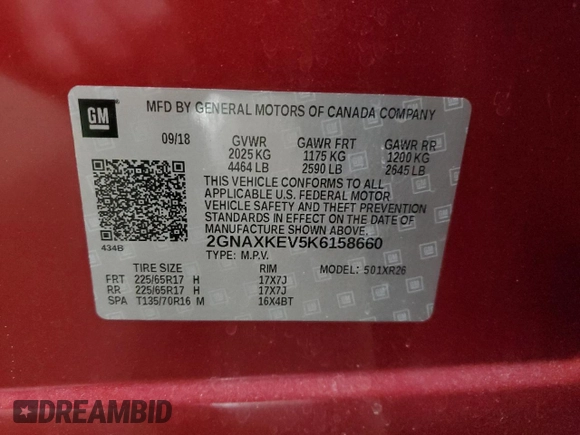 GM
MFD BY GENERAL MOTORS OF CANADA COMPANY
09/18 GVWR GAWR FRT GAWR RR
2025 KG 1175 KG 1200 KG
4464 LB 2590 LB 2645 LB
THIS VEHICLE CONFORMS TO ALL
APPLICABLE U.S. FEDERAL MOTOR
VEHICLE SAFETY AND THEFT PREVENTION
STANDARDS IN EFFECT ON THE DATE OF
MANUFACTURE SHOWN ABOVE.
434B 2GNAXKEV5K6158660
TYPE: M.P.V. MODEL: 501XR26
TIRE SIZE RIM
FRT 225/65R17 H 17X7J
RR 225/65R17 H 17X7J
SPA T135/70R16 M 16X4BT
DREAMBID